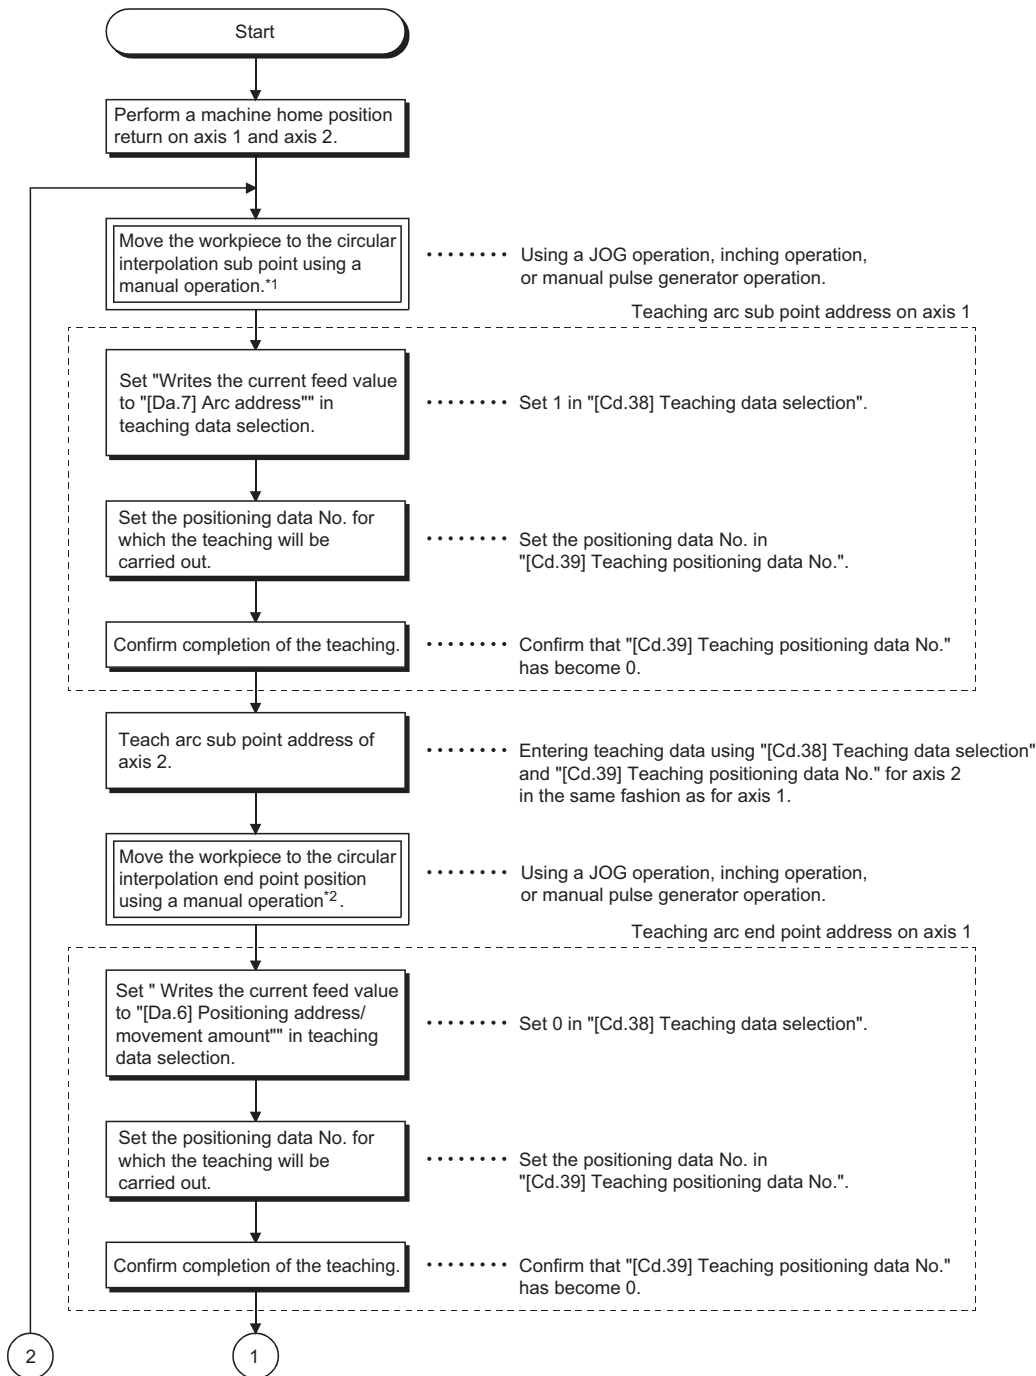 Start
Perform a machine home position
return on axis 1 and axis 2.
Move the workpiece to the circular
interpolation sub point using a
manual operation.*1
Using a JOG operation, inching operation,
or manual pulse generator operation.
Teaching arc sub point address on axis 1
Set "Writes the current feed value
to "[Da.7] Arc address"" in
teaching data selection.
Set 1 in "[Cd.38] Teaching data selection".
Set the positioning data No. for
which the teaching will be
carried out.
Set the positioning data No. in
"[Cd.39] Teaching positioning data No.".
Confirm completion of the teaching.
Confirm that "[Cd.39] Teaching positioning data No."
has become 0.
Teach arc sub point address of
axis 2.
Entering teaching data using "[Cd.38] Teaching data selection"
and "[Cd.39] Teaching positioning data No." for axis 2
in the same fashion as for axis 1.
Move the workpiece to the circular
interpolation end point position
using a manual operation*2.
Using a JOG operation, inching operation,
or manual pulse generator operation.
Teaching arc end point address on axis 1
Set " Writes the current feed value
to "[Da.6] Positioning address/
movement amount"" in teaching
data selection.
Set 0 in "[Cd.38] Teaching data selection".
Set the positioning data No. for
which the teaching will be
carried out.
Set the positioning data No. in
"[Cd.39] Teaching positioning data No.".
Confirm completion of the teaching.
Confirm that "[Cd.39] Teaching positioning data No."
has become 0.
2
1